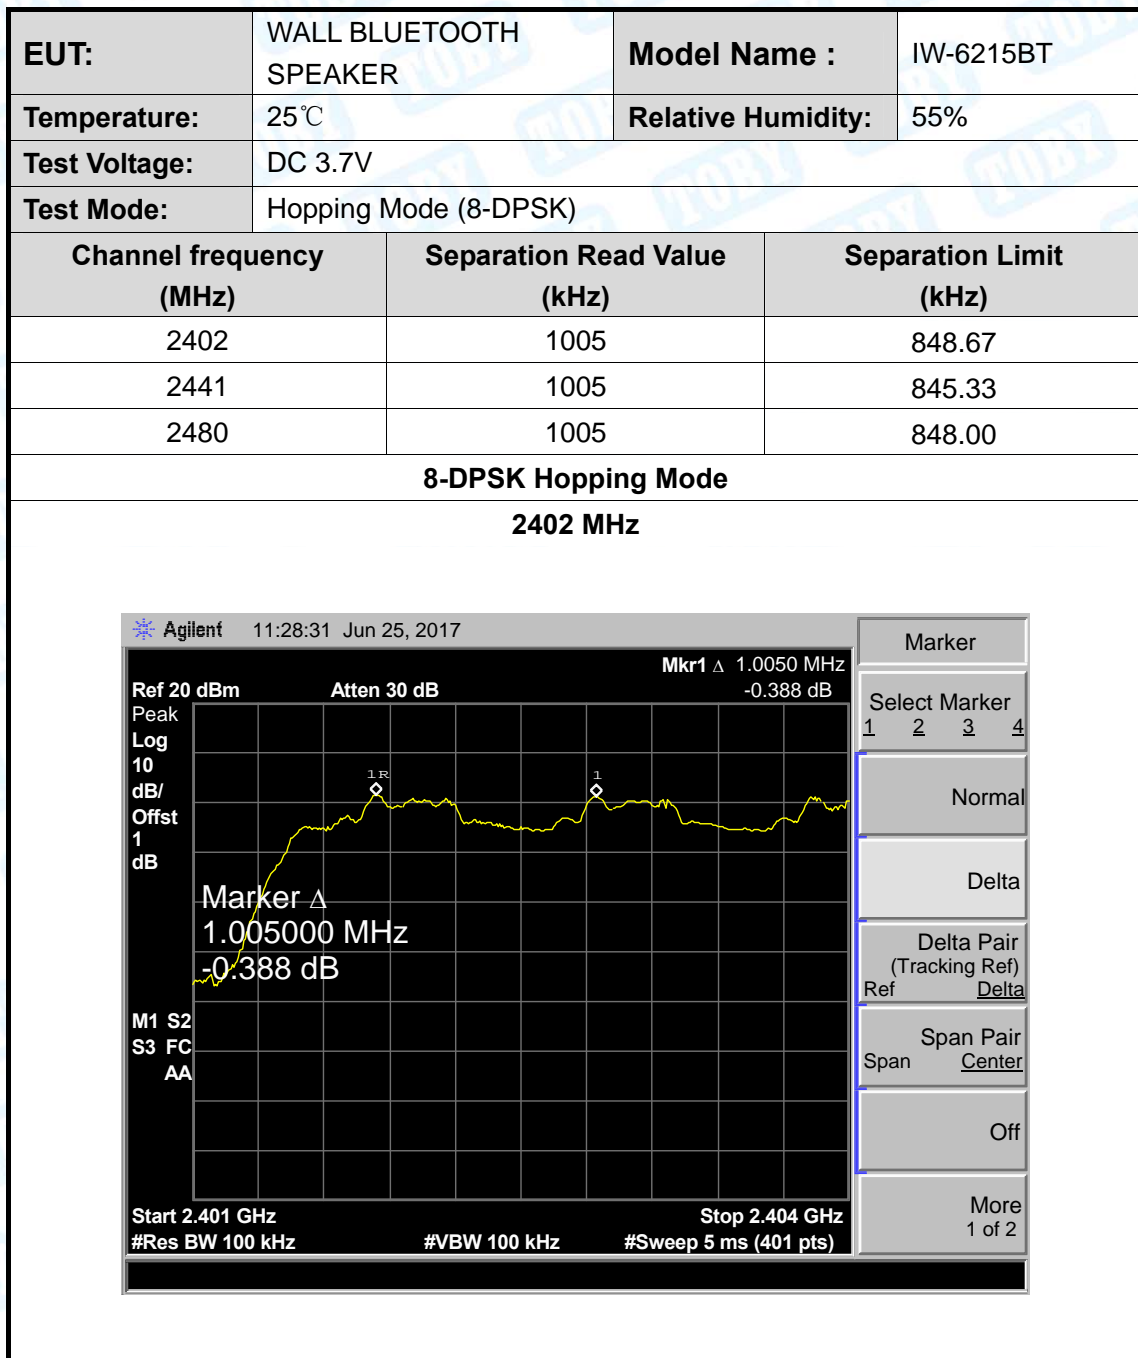 EUT: WALL BLUETOOTH SPEAKER Model Name : IW-6215BT
Temperature: 25℃ Relative Humidity: 55%
Test Voltage: DC 3.7V
Test Mode: Hopping Mode (8-DPSK)
Channel frequency (MHz) Separation Read Value (kHz) Separation Limit (kHz)
2402 1005 848.67
2441 1005 845.33
2480 1005 848.00
8-DPSK Hopping Mode
2402 MHz
Agilent 11:28:31 Jun 25, 2017
Mkr1 Δ 1.0050 MHz
Ref 20 dBm Atten 30 dB -0.388 dB
Peak
Log
10
dB/
Offst
1
dB
1R
1
Marker Δ
1.005000 MHz
-0.388 dB
M1 S2
S3 FC
AA
Start 2.401 GHz Stop 2.404 GHz
#Res BW 100 kHz #VBW 100 kHz #Sweep 5 ms (401 pts)
Marker
Select Marker
1 2 3 4
Normal
Delta
Delta Pair
(Tracking Ref)
Ref Delta
Span Pair
Span Center
Off
More
1 of 2
TOBY